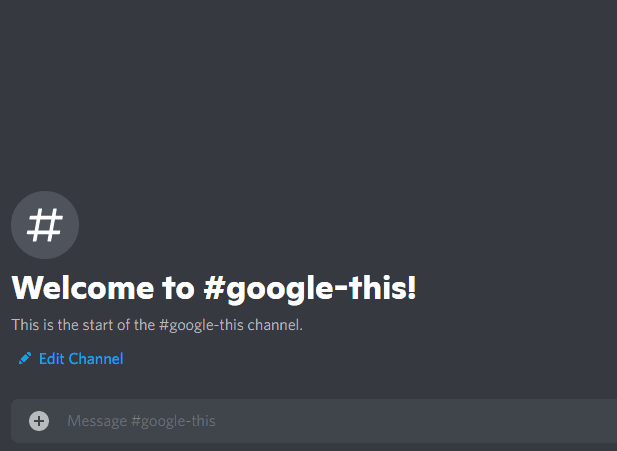 #
Welcome to #google-this!
This is the start of the #google-this channel.
Edit Channel
Message #google-this